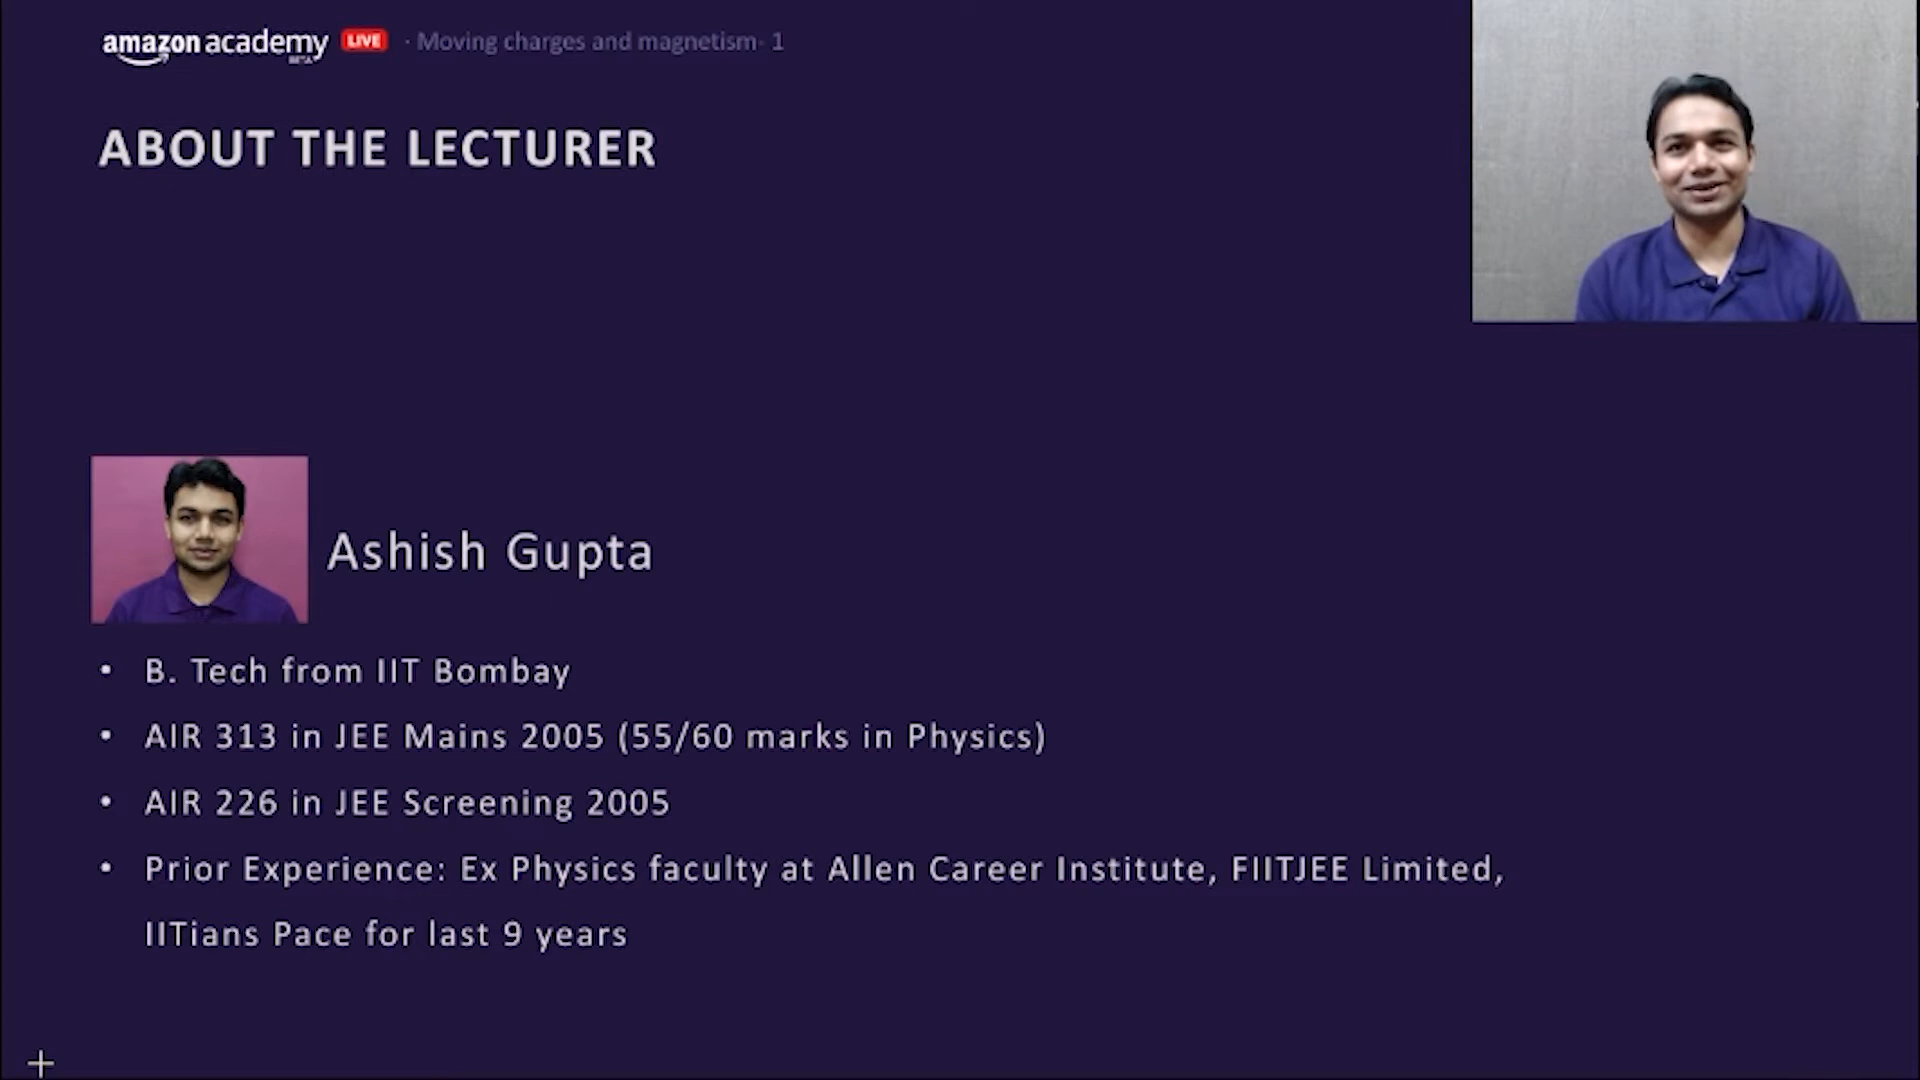 amazon academy LIVE · Moving charges and magnetism- 1
BETA
ABOUT THE LECTURER
Ashish Gupta
• B. Tech from IIT Bombay
• AIR 313 in JEE Mains 2005 (55/60 marks in Physics)
• AIR 226 in JEE Screening 2005
• Prior Experience: Ex Physics faculty at Allen Career Institute, FIITJEE Limited,
IITians Pace for last 9 years